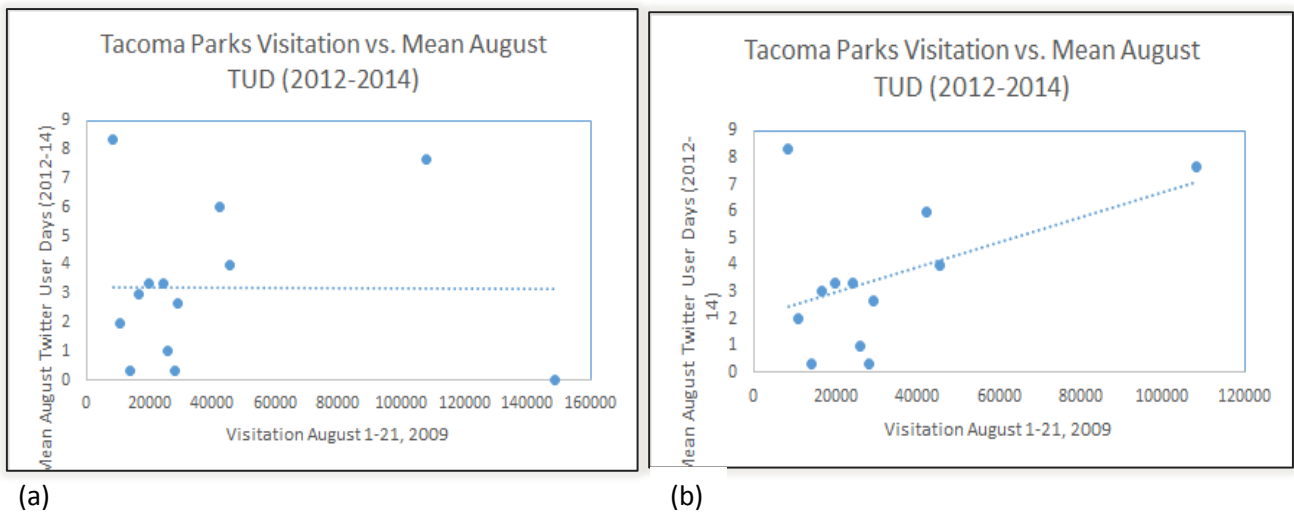 Tacoma Parks Visitation vs. Mean August
TUD (2012-2014)
Mean August Twitter User Days (2012-14)
9
8
7
6
5
4
3
2
1
0
0 20000 40000 60000 80000 100000 120000 140000 160000
Visitation August 1-21, 2009
(a)
Tacoma Parks Visitation vs. Mean August
TUD (2012-2014)
Mean August Twitter User Days (2012-
14)
9
8
7
6
5
4
3
2
1
0
0 20000 40000 60000 80000 100000 120000
Visitation August 1-21, 2009
(b)